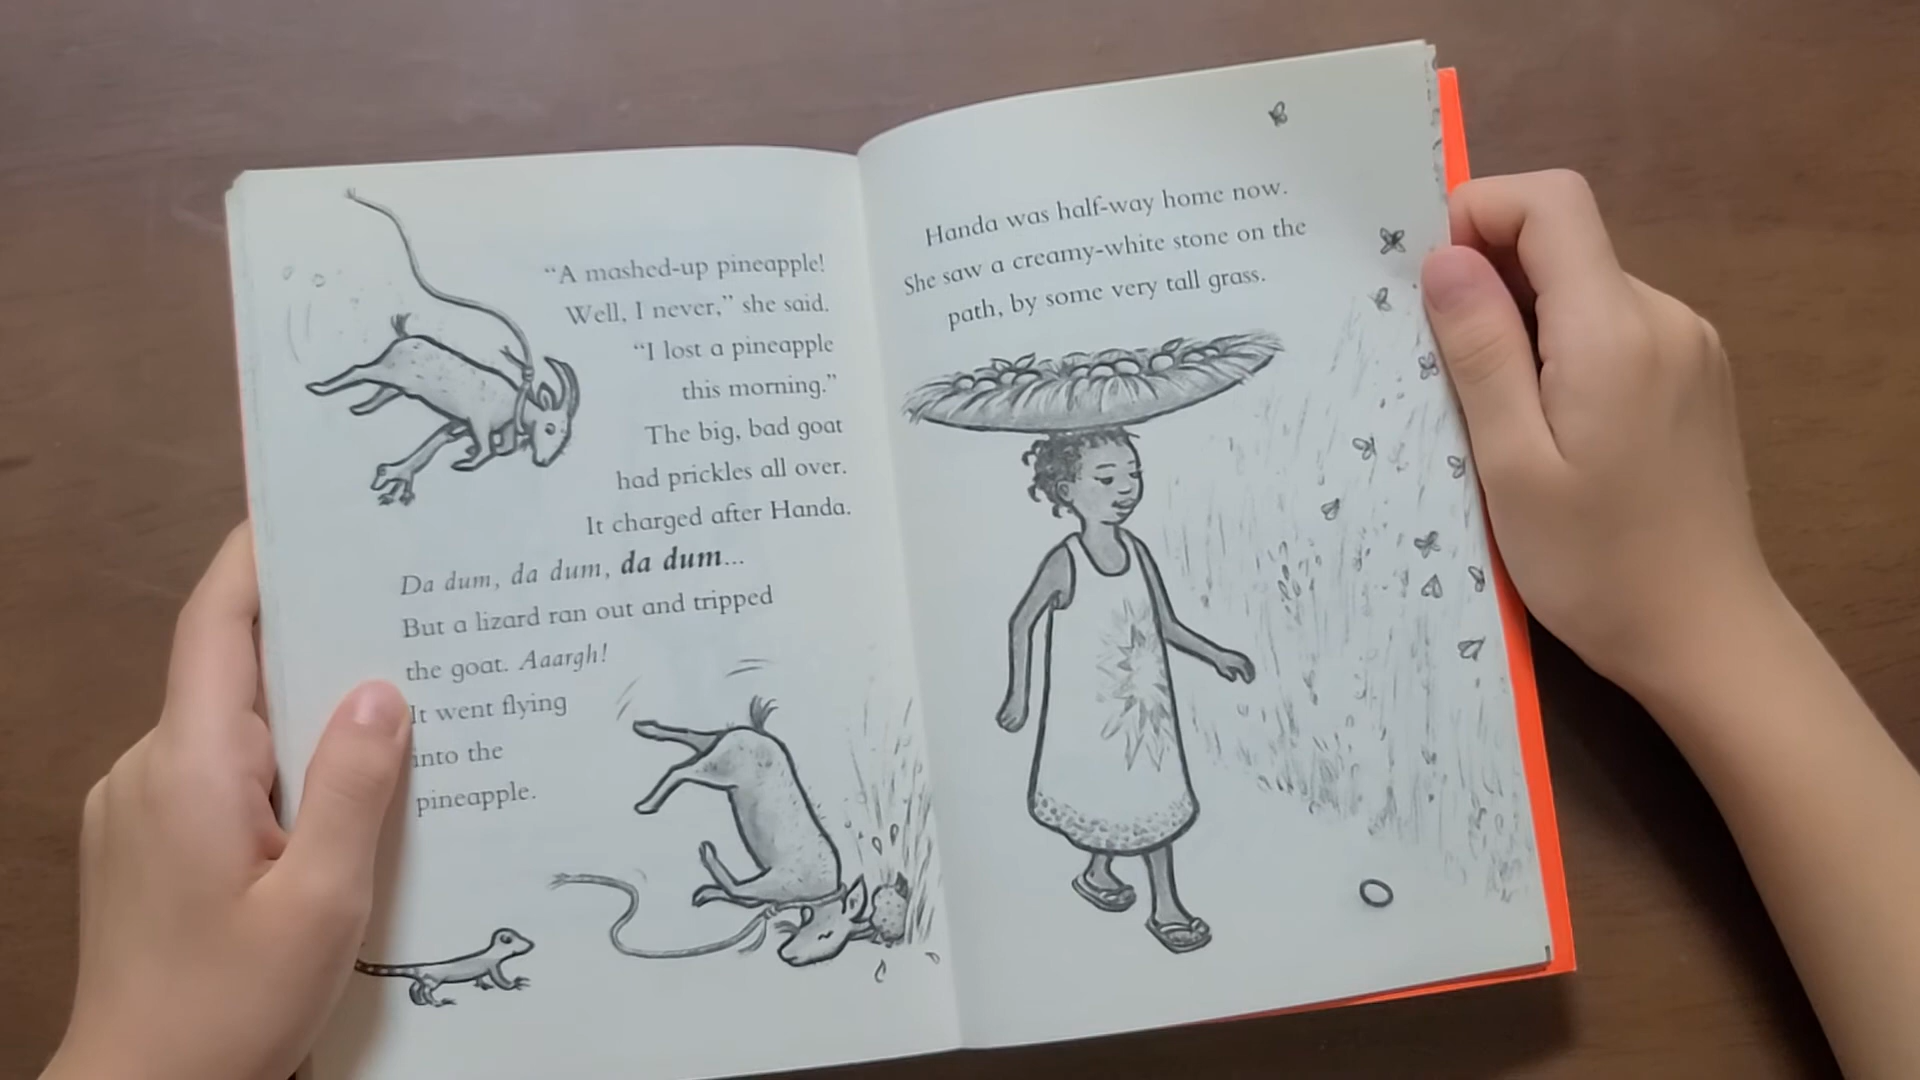 “A mashed-up pineapple!
Well, I never,” she said.
“I lost a pineapple
this morning.”
The big, bad goat
had prickles all over.
It charged after Handa.
Da dum, da dum, da dum...
But a lizard ran out and tripped
the goat. Aaargh!
It went flying
into the
pineapple.
Handa was half-way home now.
She saw a creamy-white stone on the
path, by some very tall grass.